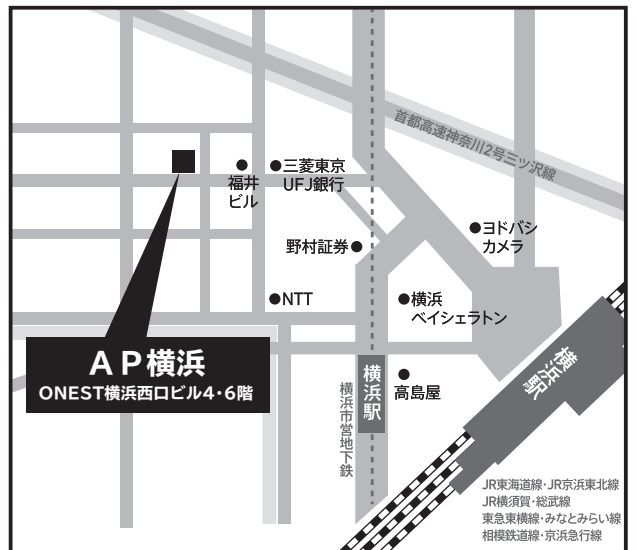 首都高速神奈川2号三ツ沢線
福井
ビル
三菱東京
UFJ銀行
ヨドバシ
カメラ
野村証券
NTT
横浜
ベイシェラトン
AP横浜
ONEST横浜西口ビル4・6階
横浜駅
横浜市営地下鉄
高島屋
横浜駅
JR東海道線・JR京浜東北線
JR横須賀・総武線
東急東横線・みなとみらい線
相模鉄道線・京浜急行線